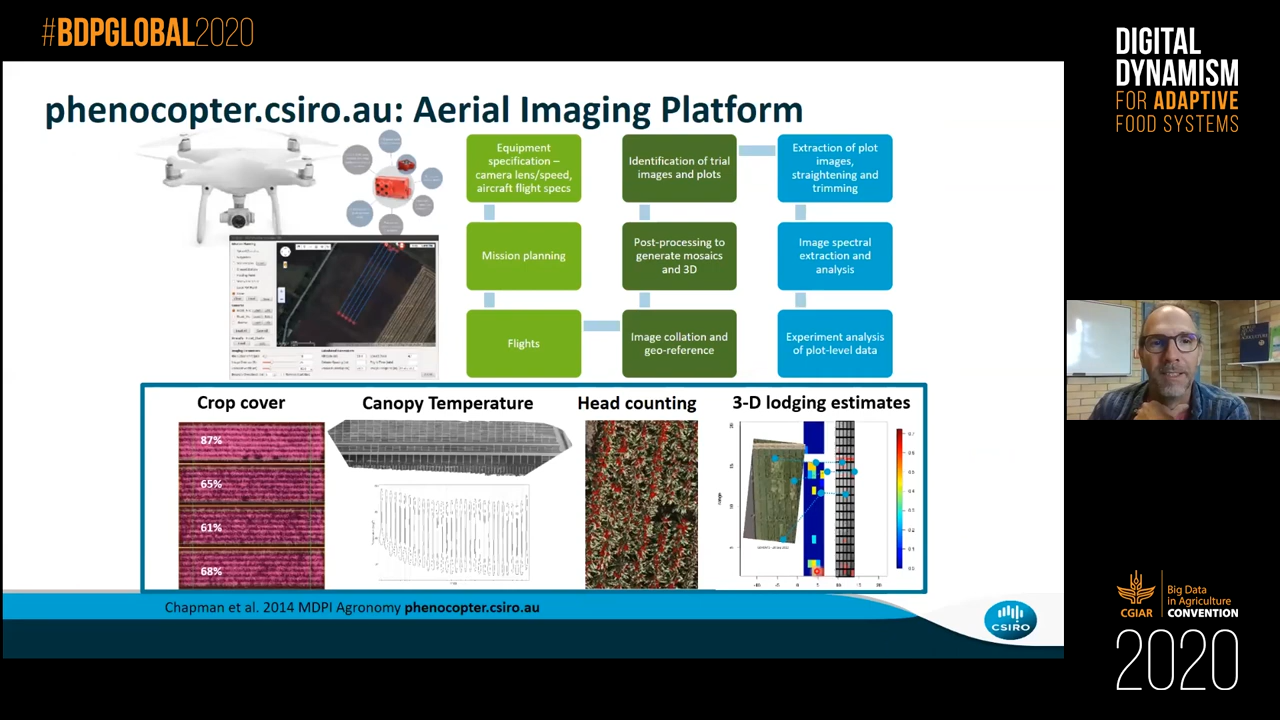 #BDPGLOBAL2020
DIGITAL
DYNAMISM
FOR ADAPTIVE
FOOD SYSTEMS
phenocopter.csiro.au: Aerial Imaging Platform
Equipment
specification –
camera lens/speed,
aircraft flight specs
Mission planning
Flights
Identification of trial
images and plots
Post-processing to
generate mosaics
and 3D
Image collation and
geo-reference
Extraction of plot
images,
straightening and
trimming
Image spectral
extraction and
analysis
Experiment analysis
of plot-level data
Crop cover
87%
65%
61%
68%
Canopy Temperature
Head counting
3-D lodging estimates
Chapman et al. 2014 MDPI Agronomy phenocopter.csiro.au
CSIRO
CGIAR
Big Data
in Agriculture
CONVENTION
2020